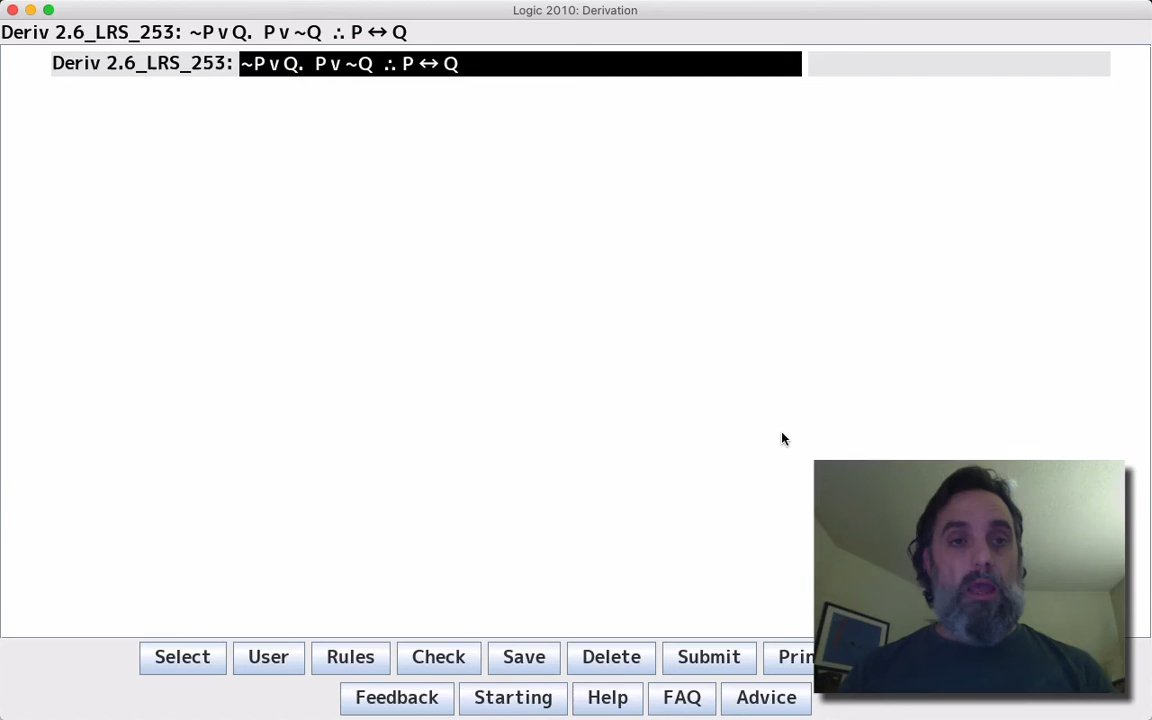 Logic 2010: Derivation
Deriv 2.6_LRS_253: ~P v Q. P v ~Q ∴ P ↔ Q
Deriv 2.6_LRS_253: ~P v Q. P v ~Q ∴ P ↔ Q
Select User Rules Check Save Delete Submit Prin
Feedback Starting Help FAQ Advice